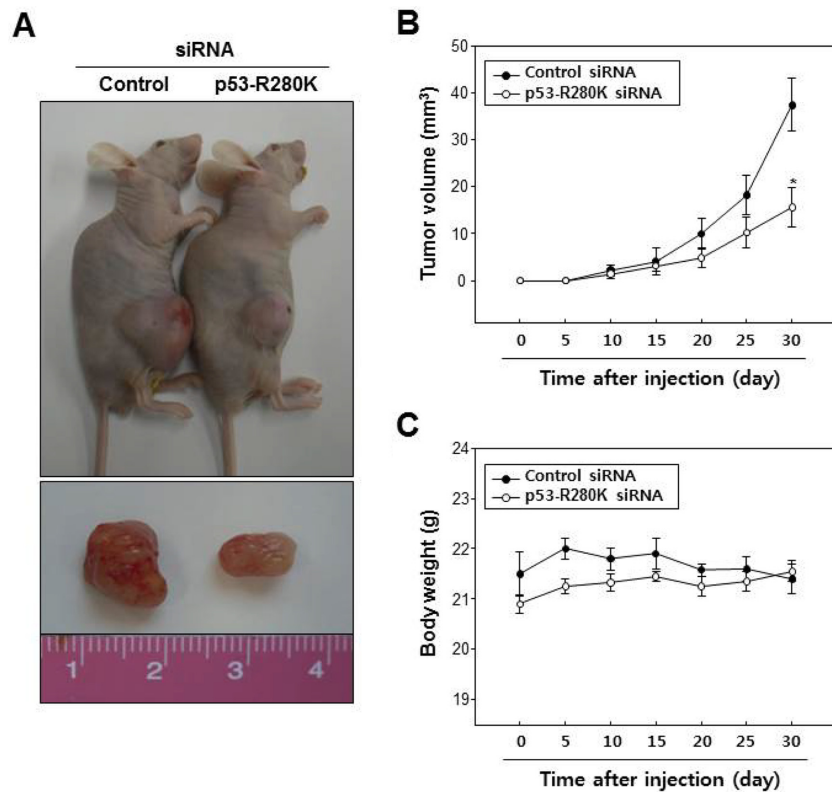 A
siRNA
Control p53-R280K
1 2 3 4
B
Tumor volume (mm³)
50
40
30
20
10
0
Control siRNA
p53-R280K siRNA
*
0 5 10 15 20 25 30
Time after injection (day)
C
Body weight (g)
24
23
22
21
20
19
Control siRNA
p53-R280K siRNA
0 5 10 15 20 25 30
Time after injection (day)